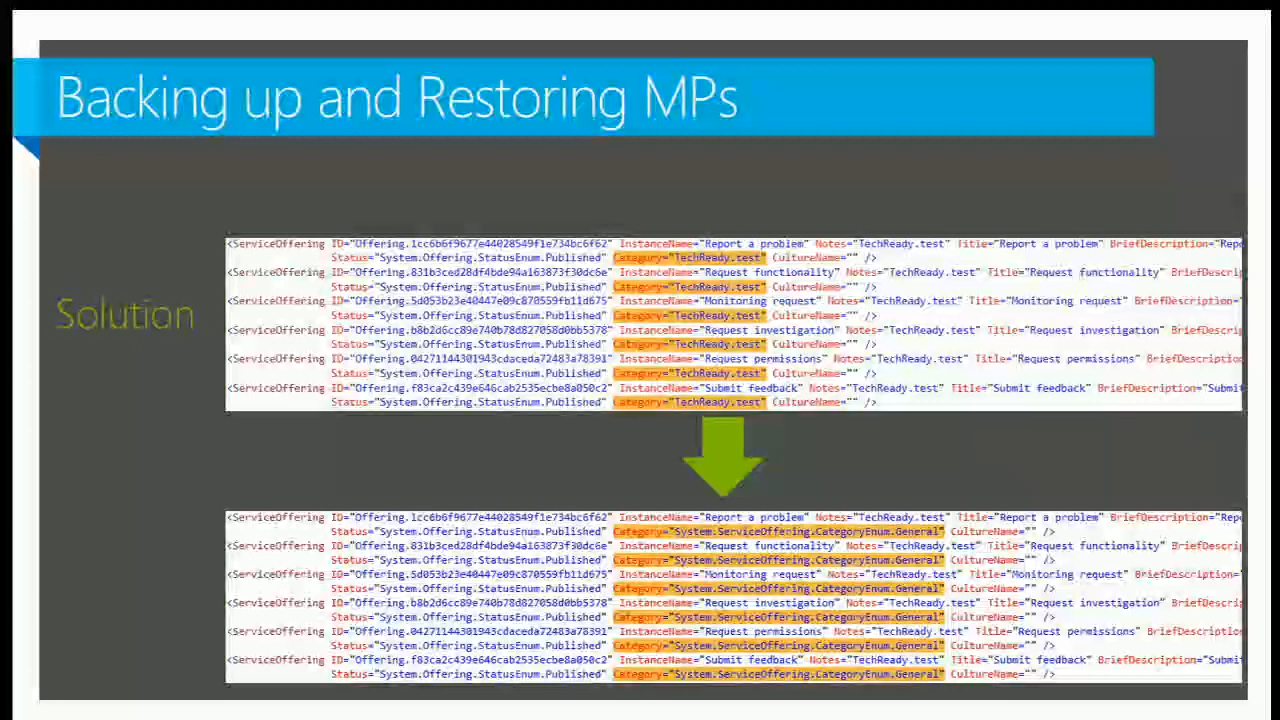 Backing up and Restoring MPs
Solution
<ServiceOffering ID="Offering.1cc6b6f9677e44028549f1e734bc6f62" InstanceName="Report a problem" Notes="TechReady.test" Title="Report a problem" BriefDescription="Repo
Status="System.Offering.StatusEnum.Published" Category="TechReady.test" CultureName="" />
<ServiceOffering ID="Offering.831b3ced28df4bde94a163873f30dc6e" InstanceName="Request functionality" Notes="TechReady.test" Title="Request functionality" BriefDescrip
Status="System.Offering.StatusEnum.Published" Category="TechReady.test" CultureName="" />
<ServiceOffering ID="Offering.5d053b23e40447e09c870559fb11d675" InstanceName="Monitoring request" Notes="TechReady.test" Title="Monitoring request" BriefDescription="
Status="System.Offering.StatusEnum.Published" Category="TechReady.test" CultureName="" />
<ServiceOffering ID="Offering.b8b2d6cc89e740b78d827058d0bb5378" InstanceName="Request investigation" Notes="TechReady.test" Title="Request investigation" BriefDescri
Status="System.Offering.StatusEnum.Published" Category="TechReady.test" CultureName="" />
<ServiceOffering ID="Offering.04271144301943cdaceda72483a78391" InstanceName="Request permissions" Notes="TechReady.test" Title="Request permissions" BriefDescriptio
Status="System.Offering.StatusEnum.Published" Category="TechReady.test" CultureName="" />
<ServiceOffering ID="Offering.f83ca2c439e646cab2535ecbe8a050c2" InstanceName="Submit feedback" Notes="TechReady.test" Title="Submit feedback" BriefDescription="Submi
Status="System.Offering.StatusEnum.Published" Category="TechReady.test" CultureName="" />
<ServiceOffering ID="Offering.1cc6b6f9677e44028549f1e734bc6f62" InstanceName="Report a problem" Notes="TechReady.test" Title="Report a problem" BriefDescription="Repo
Status="System.Offering.StatusEnum.Published" Category="System.ServiceOffering.CategoryEnum.General" CultureName="" />
<ServiceOffering ID="Offering.831b3ced28df4bde94a163873f30dc6e" InstanceName="Request functionality" Notes="TechReady.test" Title="Request functionality" BriefDescrip
Status="System.Offering.StatusEnum.Published" Category="System.ServiceOffering.CategoryEnum.General" CultureName="" />
<ServiceOffering ID="Offering.5d053b23e40447e09c870559fb11d675" InstanceName="Monitoring request" Notes="TechReady.test" Title="Monitoring request" BriefDescription="
Status="System.Offering.StatusEnum.Published" Category="System.ServiceOffering.CategoryEnum.General" CultureName="" />
<ServiceOffering ID="Offering.b8b2d6cc89e740b78d827058d0bb5378" InstanceName="Request investigation" Notes="TechReady.test" Title="Request investigation" BriefDescri
Status="System.Offering.StatusEnum.Published" Category="System.ServiceOffering.CategoryEnum.General" CultureName="" />
<ServiceOffering ID="Offering.04271144301943cdaceda72483a78391" InstanceName="Request permissions" Notes="TechReady.test" Title="Request permissions" BriefDescriptio
Status="System.Offering.StatusEnum.Published" Category="System.ServiceOffering.CategoryEnum.General" CultureName="" />
<ServiceOffering ID="Offering.f83ca2c439e646cab2535ecbe8a050c2" InstanceName="Submit feedback" Notes="TechReady.test" Title="Submit feedback" BriefDescription="Submi
Status="System.Offering.StatusEnum.Published" Category="System.ServiceOffering.CategoryEnum.General" CultureName="" />